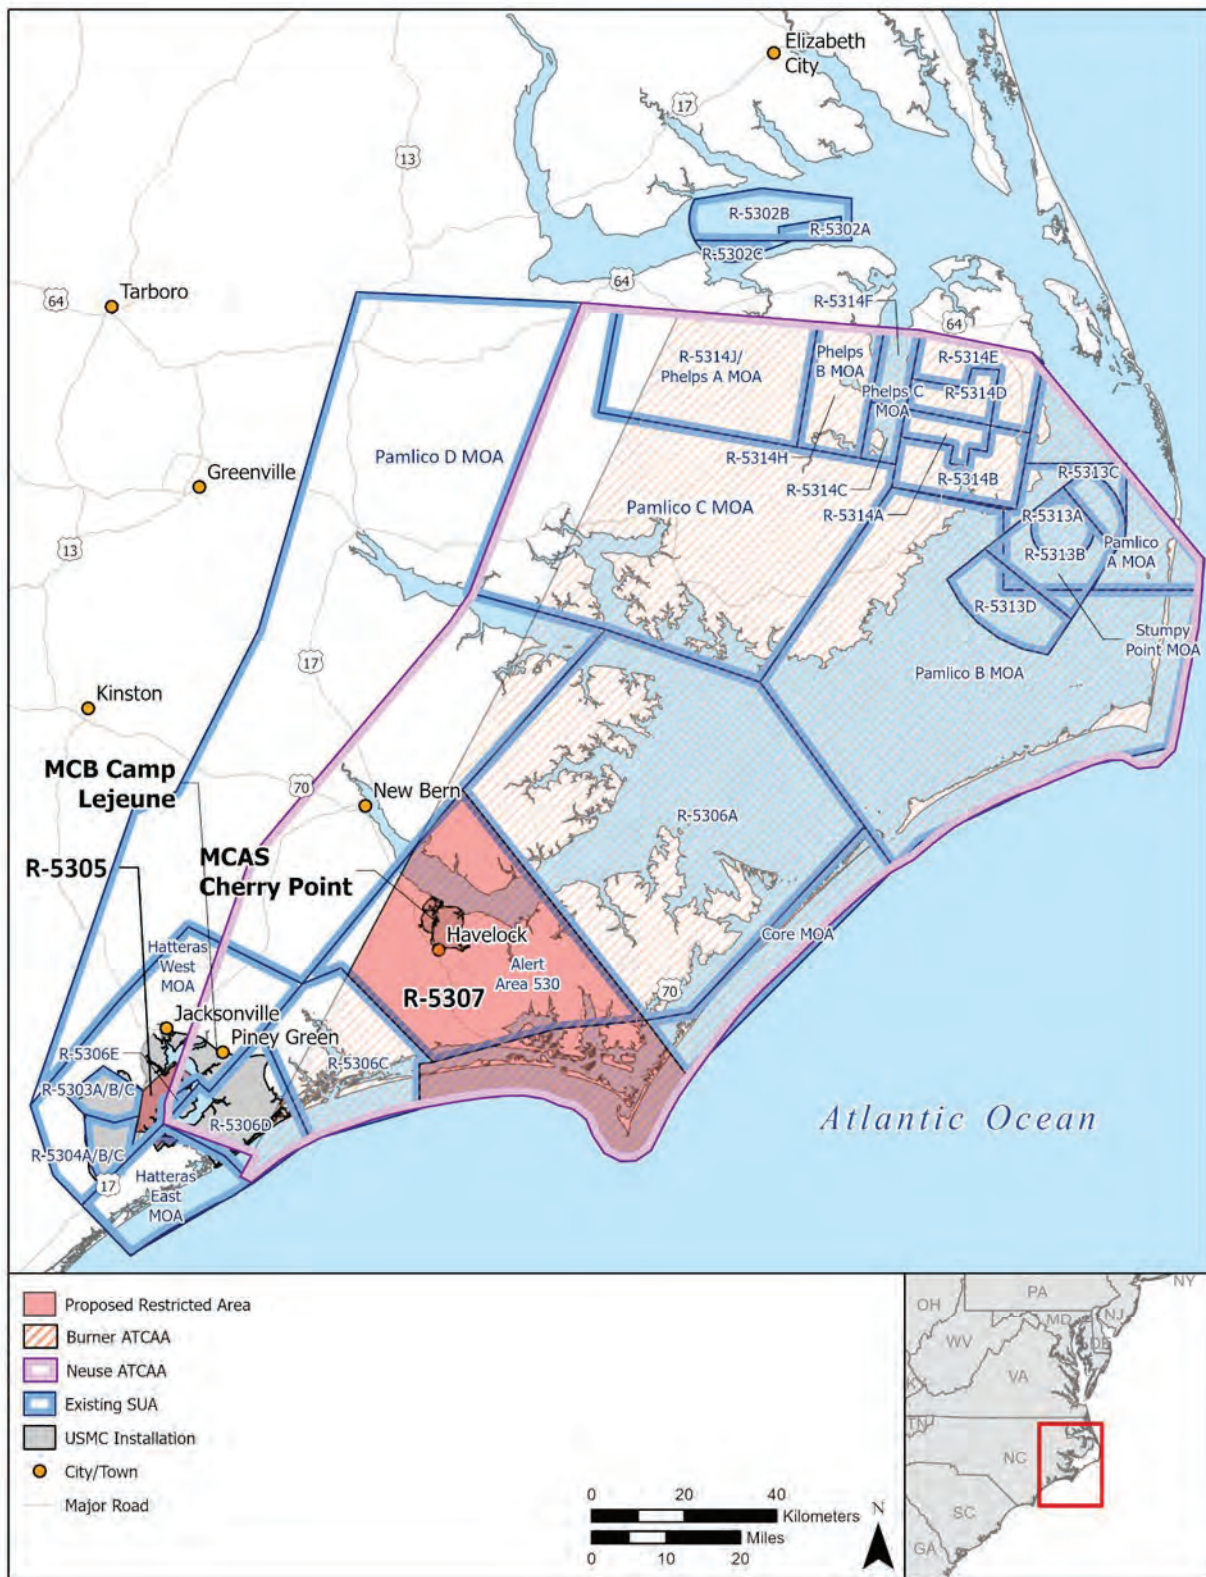 Elizabeth
City
17
13
R-5302B
R-5302A
R-5302C
64
Tarboro
64
R-5314F
64
R-5314J/
Phelps A MOA
Phelps
B MOA
R-5314E
Phelps C
MOA
R-5314D
Pamlico D MOA
R-5314H
R-5313C
Greenville
R-5314C
R-5314B
Pamlico C MOA
R-5314A
R-5313A
13
R-5313B
Pamlico
A MOA
R-5313D
Stumpy
Point MOA
17
Pamlico B MOA
Kinston
MCB Camp
Lejeune
70
New Bern
R-5306A
MCAS
Cherry Point
R-5305
Havelock
Core MOA
Hatteras
West
MOA
Alert
Area 530
R-5307
70
Jacksonville
Piney Green
R-5306E
R-5306C
R-5303A/B/C
R-5306D
Atlantic Ocean
R-5304A/B/C
17
Hatteras
East
MOA
Proposed Restricted Area
Burner ATCAA
Neuse ATCAA
Existing SUA
USMC Installation
City/Town
Major Road
0 20 40
Kilometers
Miles
0 10 20
N
NY
PA
OH
NJ
MD
DE
WV
VA
KY
TN
NC
SC
GA